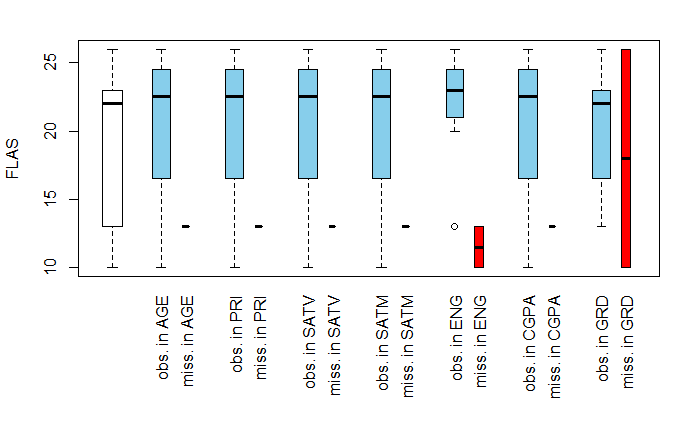 FLAS
25
20
15
10
obs. in AGE
miss. in AGE
obs. in PRI
miss. in PRI
obs. in SATV
miss. in SATV
obs. in SATM
miss. in SATM
obs. in ENG
miss. in ENG
obs. in CGPA
miss. in CGPA
obs. in GRD
miss. in GRD